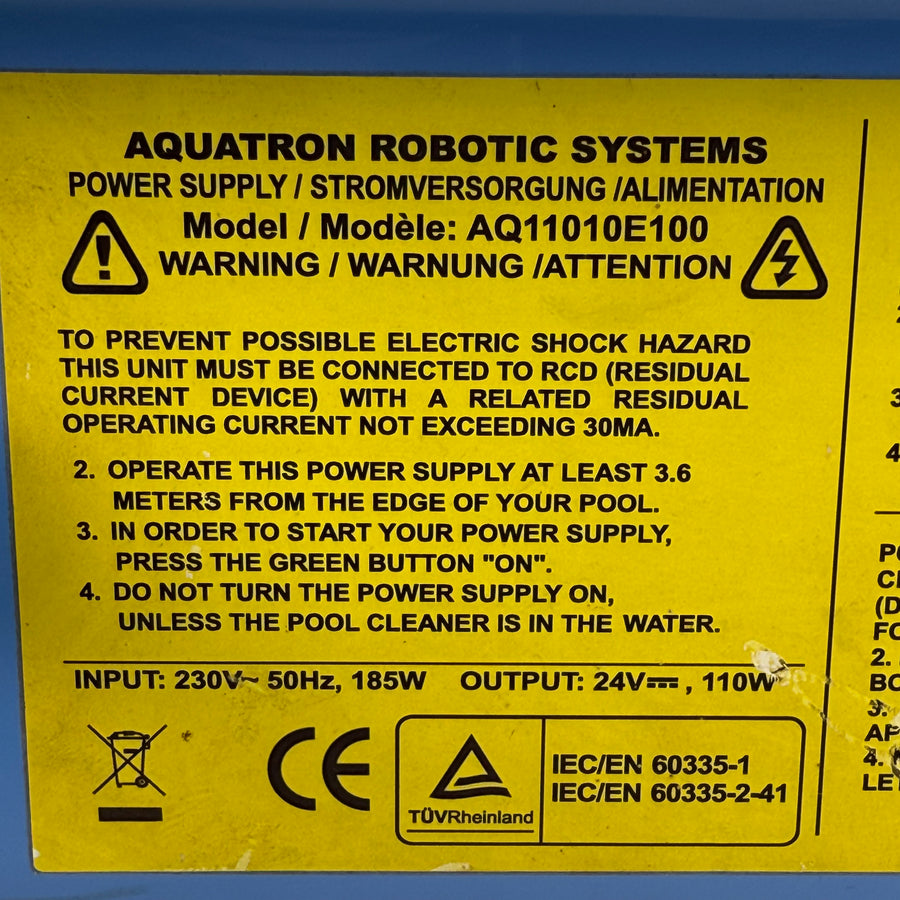 AQUATRON ROBOTIC SYSTEMS
POWER SUPPLY / STROMVERSORGUNG /ALIMENTATION
Model / Modèle: AQ11010E100
WARNING / WARNUNG /ATTENTION
TO PREVENT POSSIBLE ELECTRIC SHOCK HAZARD
THIS UNIT MUST BE CONNECTED TO RCD (RESIDUAL
CURRENT DEVICE) WITH A RELATED RESIDUAL
OPERATING CURRENT NOT EXCEEDING 30MA.
2. OPERATE THIS POWER SUPPLY AT LEAST 3.6
METERS FROM THE EDGE OF YOUR POOL.
3. IN ORDER TO START YOUR POWER SUPPLY,
PRESS THE GREEN BUTTON "ON".
4. DO NOT TURN THE POWER SUPPLY ON,
UNLESS THE POOL CLEANER IS IN THE WATER.
INPUT: 230V~ 50Hz, 185W OUTPUT: 24V⎓, 110W
CE
TÜVRheinland
IEC/EN 60335-1
IEC/EN 60335-2-41
3
4
(D
2.
3.
4.